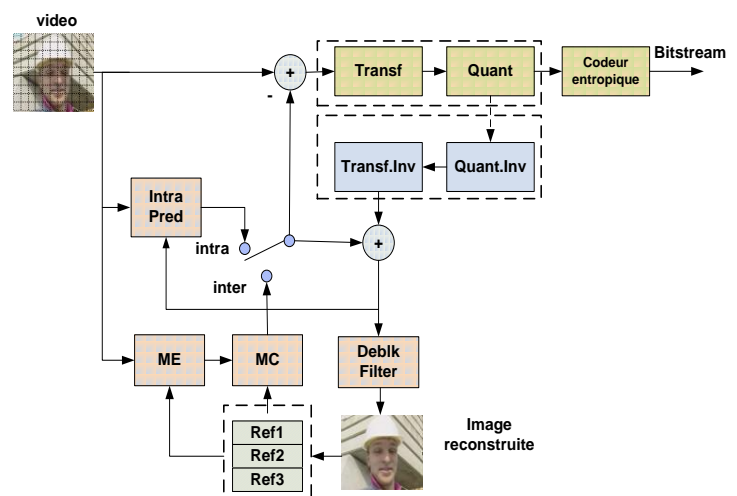 video
+
-
Transf
Quant
Codeur
entropique
Bitstream
Transf.Inv
Quant.Inv
Intra
Pred
intra
+
inter
ME
MC
Deblk
Filter
Ref1
Ref2
Ref3
Image
reconstruite